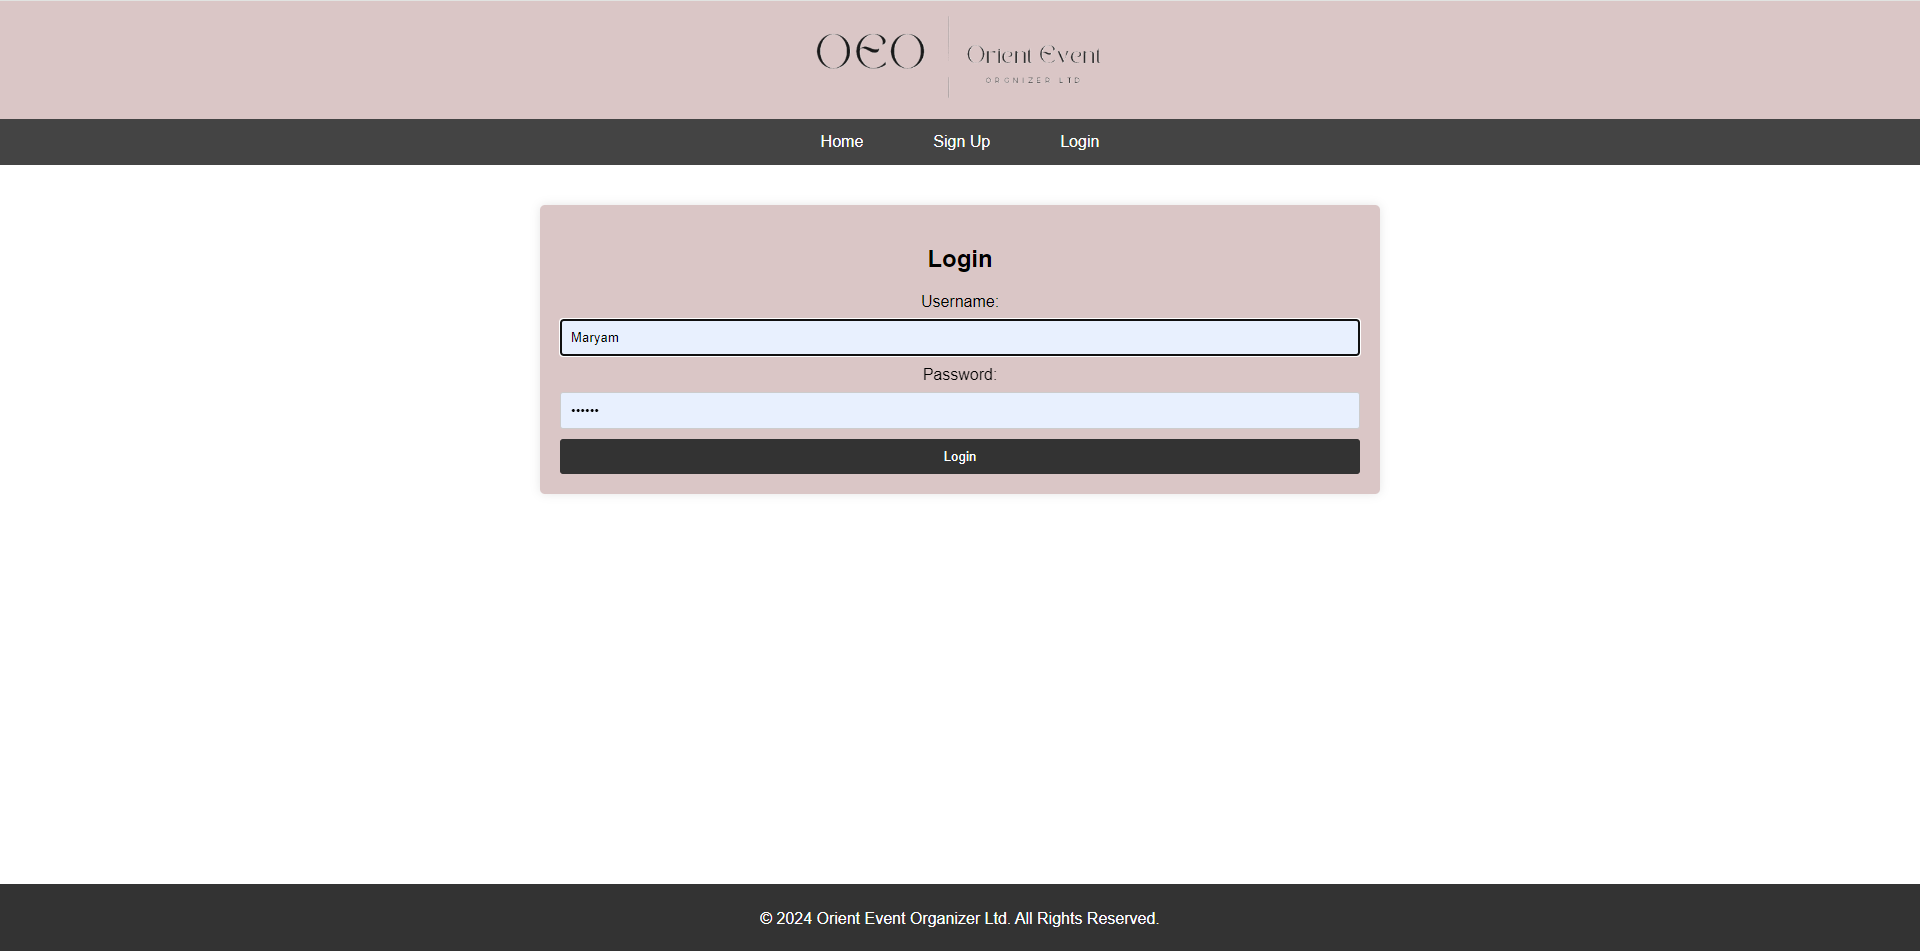 OEO
Orient Event
ORGNIZER LTD
Home Sign Up Login
Login
Username:
Maryam
Password:
••••••
Login
© 2024 Orient Event Organizer Ltd. All Rights Reserved.